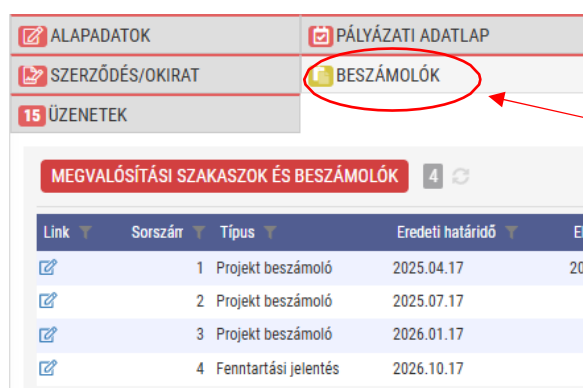 ALAPADATOK PÁLYÁZATI ADATLAP
SZERZŐDÉS/OKIRAT BESZÁMOLÓK
15 ÜZENETEK
MEGVALÓSÍTÁSI SZAKASZOK ÉS BESZÁMOLÓK 4
Link Sorszám Típus Eredeti határidő
1 Projekt beszámoló 2025.04.17 20
2 Projekt beszámoló 2025.07.17
3 Projekt beszámoló 2026.01.17
4 Fenntartási jelentés 2026.10.17